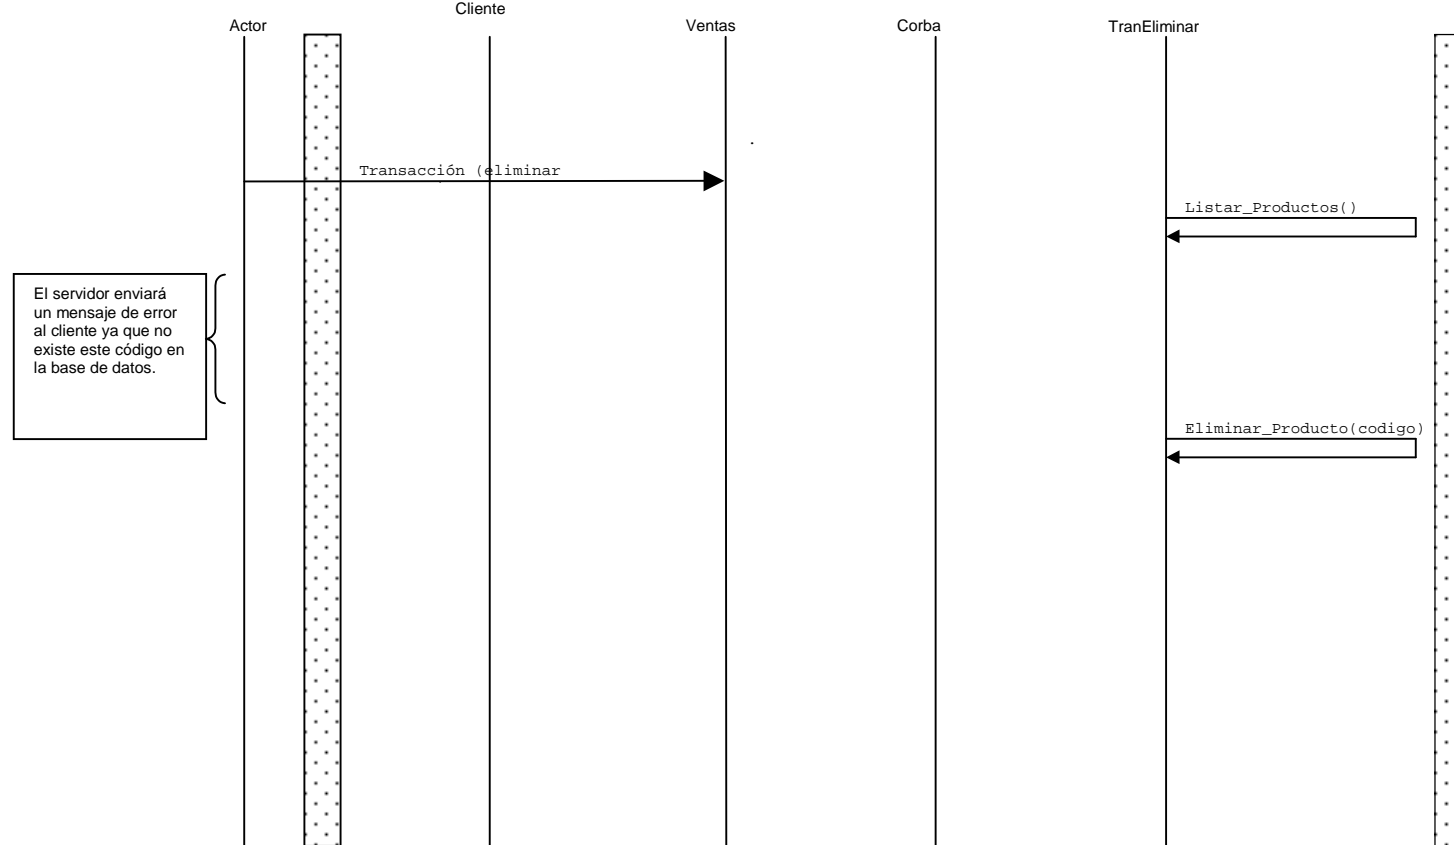 Cliente
Actor
Ventas
Corba
TranEliminar
Transacción (eliminar
Listar_Productos()
El servidor enviará
un mensaje de error
al cliente ya que no
existe este código en
la base de datos.
Eliminar_Producto(codigo)